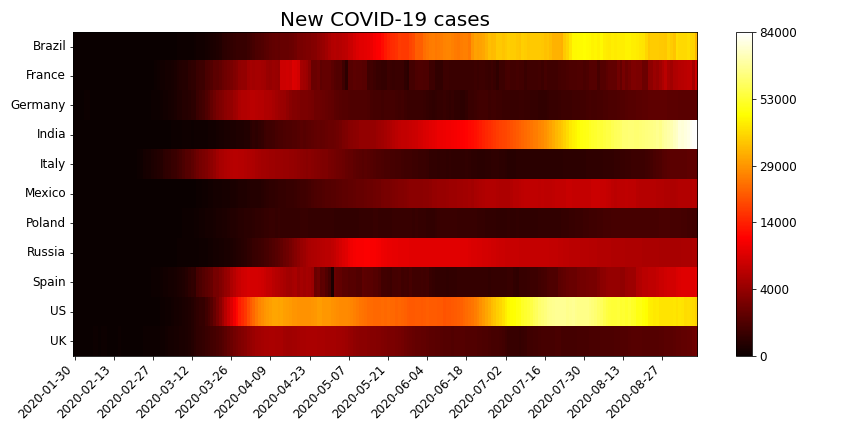 New COVID-19 cases
Brazil
France
Germany
India
Italy
Mexico
Poland
Russia
Spain
US
UK
84000
53000
29000
14000
4000
0
2020-01-30
2020-02-13
2020-02-27
2020-03-12
2020-03-26
2020-04-09
2020-04-23
2020-05-07
2020-05-21
2020-06-04
2020-06-18
2020-07-02
2020-07-16
2020-07-30
2020-08-13
2020-08-27